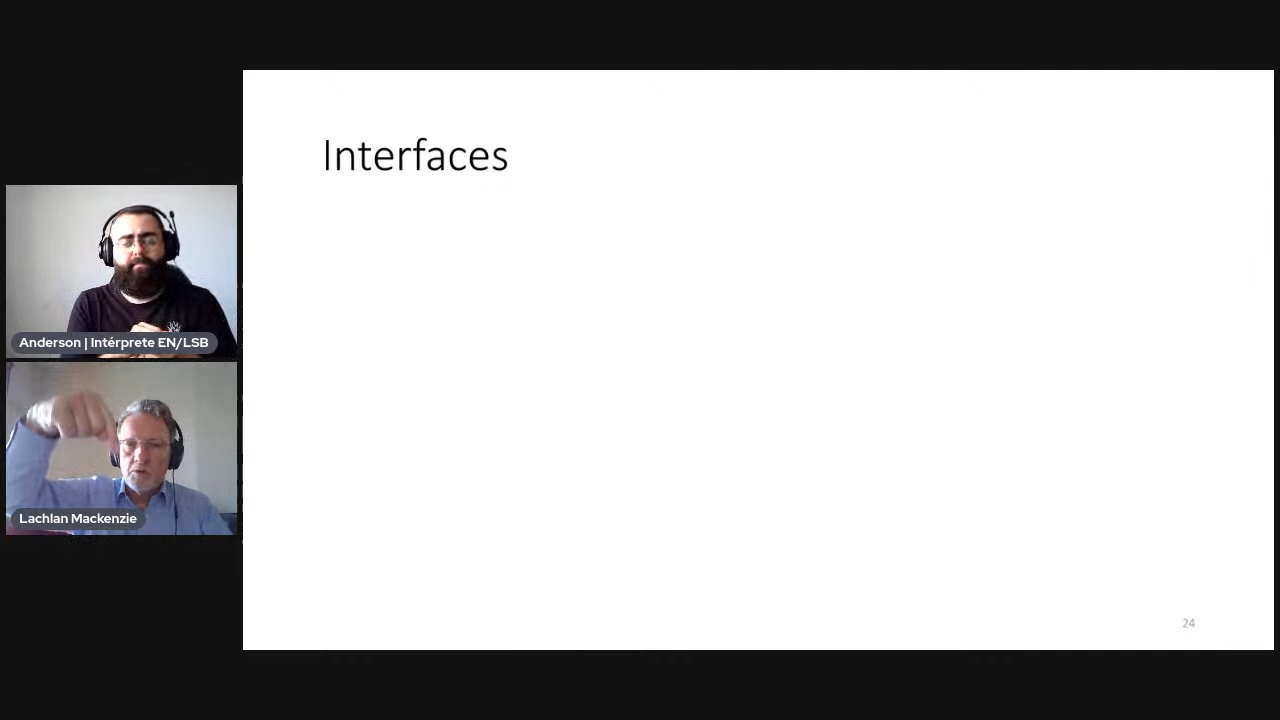 Interfaces
Anderson | Intérprete EN/LSB
Lachlan Mackenzie
24